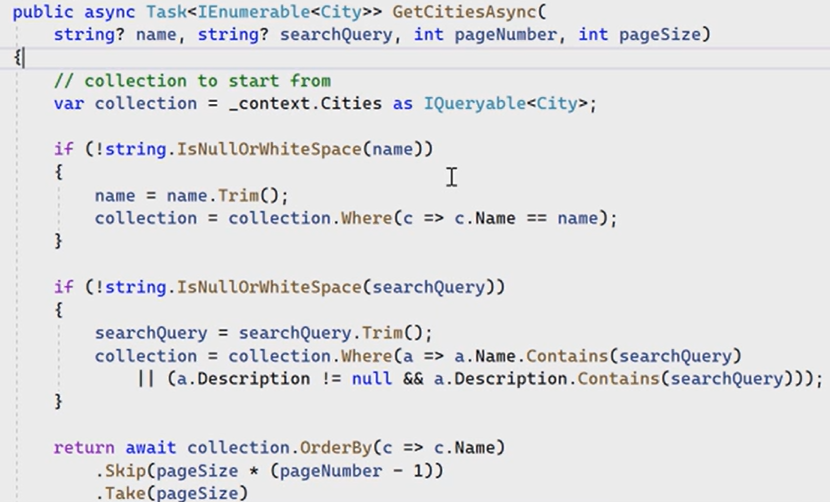 public async Task<IEnumerable<City>> GetCitiesAsync(
    string? name, string? searchQuery, int pageNumber, int pageSize)
{
    // collection to start from
    var collection = _context.Cities as IQueryable<City>;

    if (!string.IsNullOrWhiteSpace(name))
    {
        name = name.Trim();
        collection = collection.Where(c => c.Name == name);
    }

    if (!string.IsNullOrWhiteSpace(searchQuery))
    {
        searchQuery = searchQuery.Trim();
        collection = collection.Where(a => a.Name.Contains(searchQuery)
            || (a.Description != null && a.Description.Contains(searchQuery)));
    }

    return await collection.OrderBy(c => c.Name)
        .Skip(pageSize * (pageNumber - 1))
        .Take(pageSize)